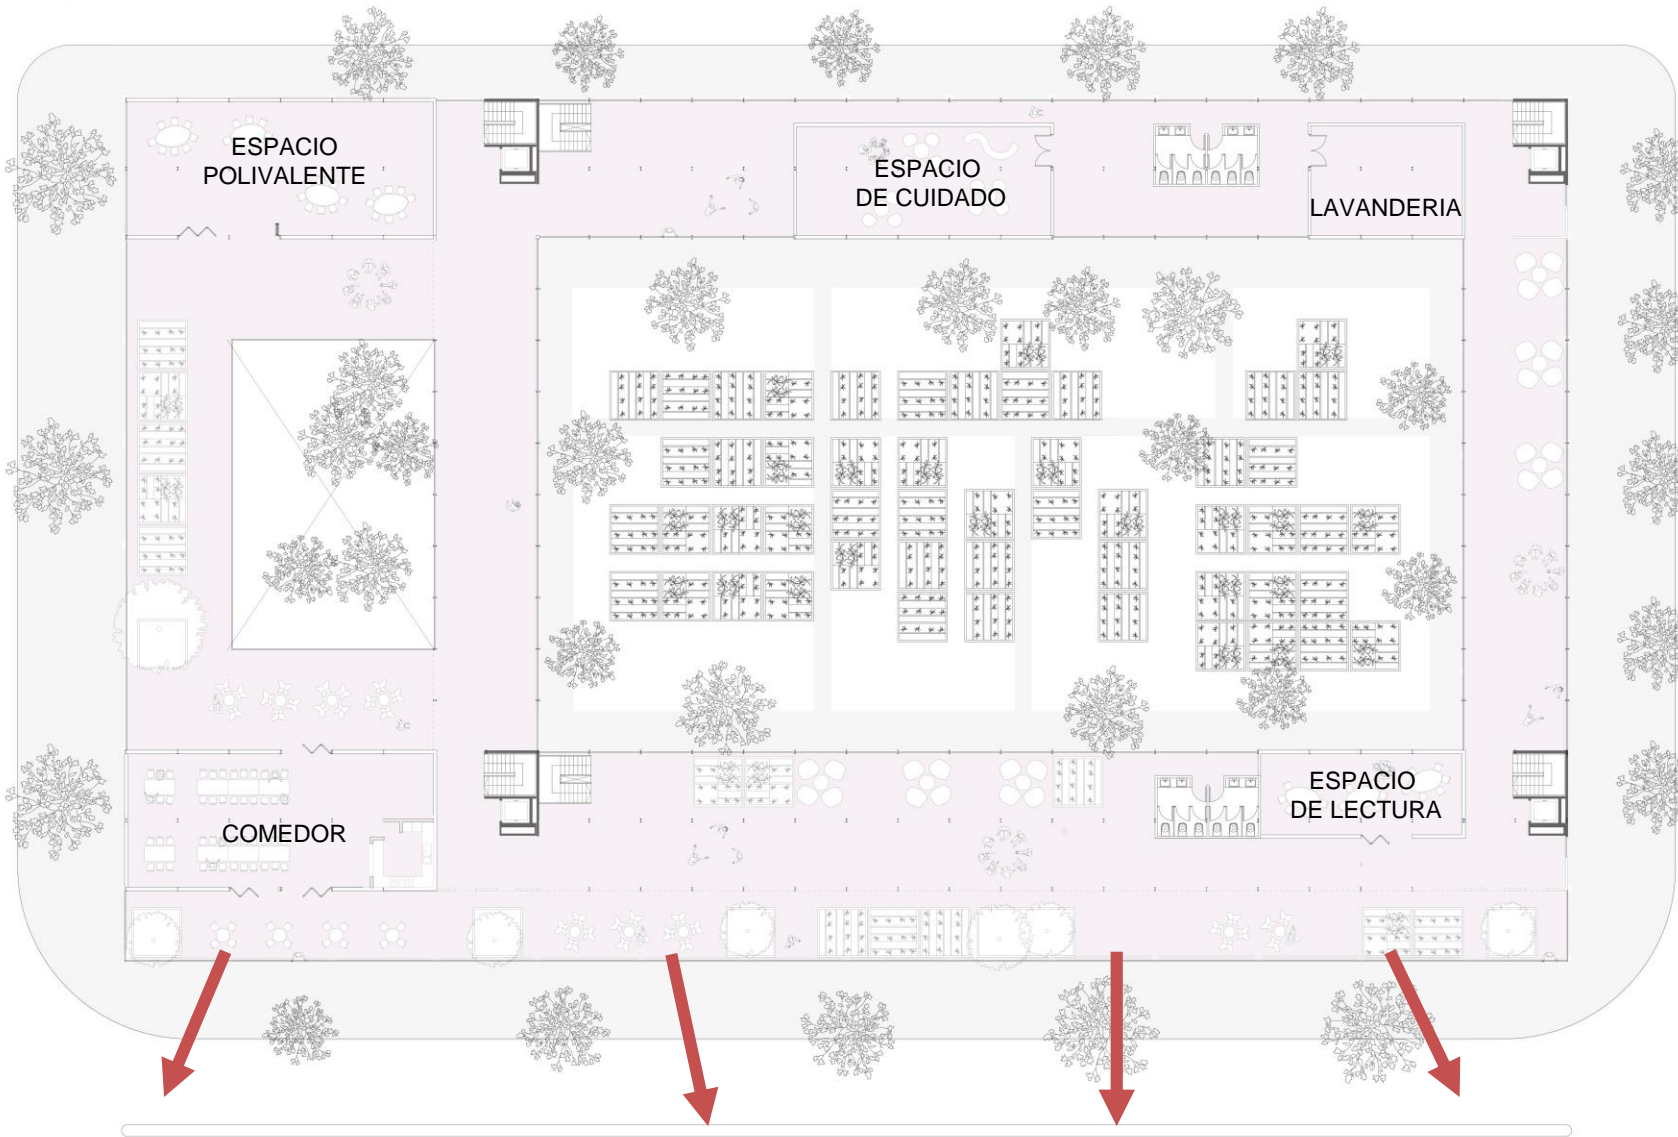 ESPACIO
POLIVALENTE
ESPACIO
DE CUIDADO
LAVANDERIA
ESPACIO
DE LECTURA
COMEDOR